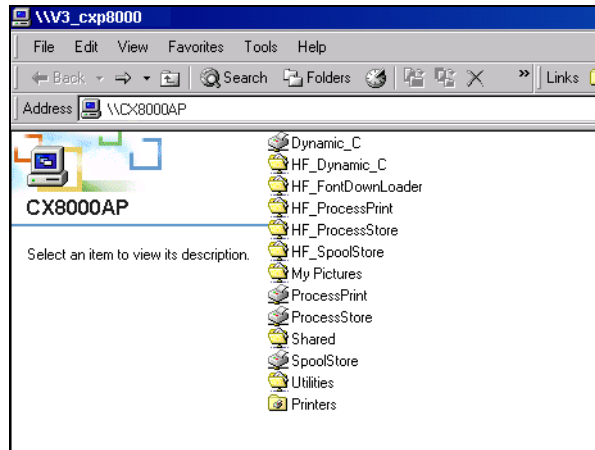 \\V3_cxp8000
File Edit View Favorites Tools Help
Back Search Folders » Links
Address \\CX8000AP
Dynamic_C
HF_Dynamic_C
HF_FontDownLoader
CX8000AP
HF_ProcessPrint
HF_ProcessStore
Select an item to view its description.
HF_SpoolStore
My Pictures
ProcessPrint
ProcessStore
Shared
SpoolStore
Utilities
Printers